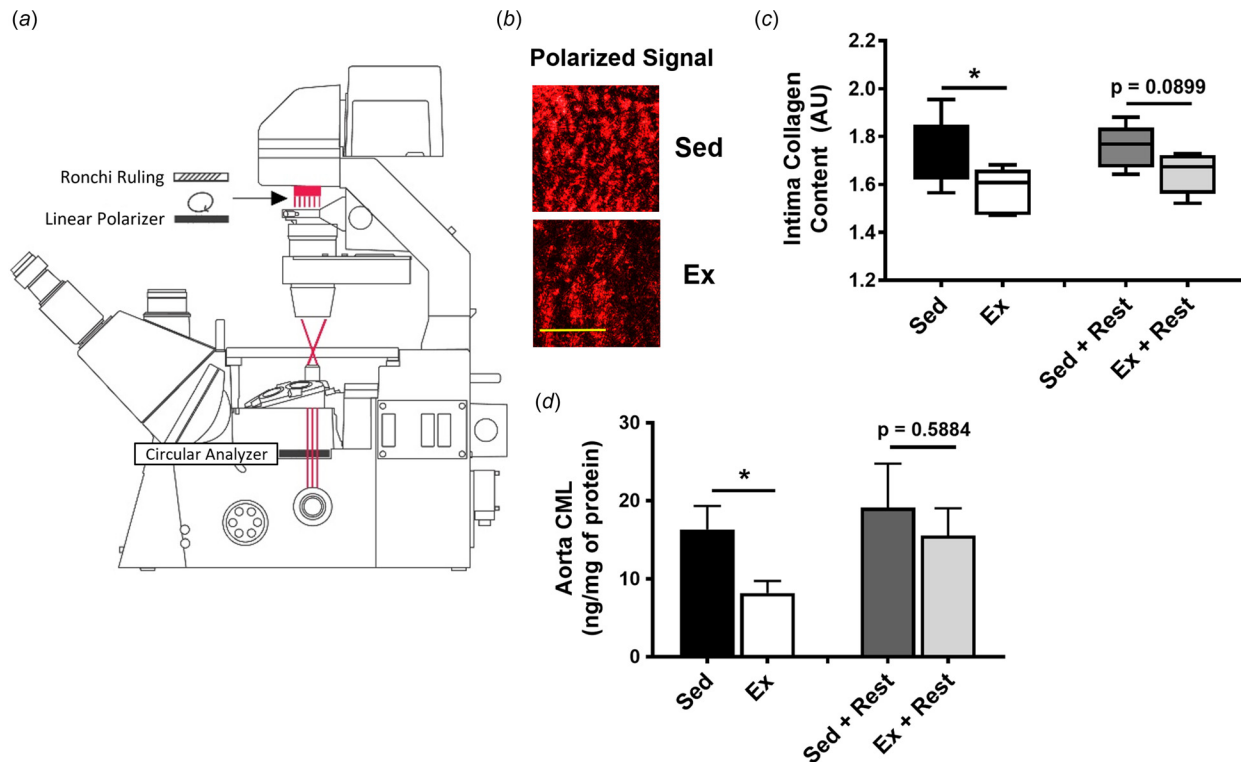 (a)
Ronchi Ruling
Linear Polarizer
Circular Analyzer
(b)
Polarized Signal
Sed
Ex
(c)
Intima Collagen
Content (AU)
2.2
2.0
1.8
1.6
1.4
1.2
*
p = 0.0899
Sed
Ex
Sed + Rest
Ex + Rest
(d)
Aorta CML
(ng/mg of protein)
30
20
10
0
*
p = 0.5884
Sed
Ex
Sed + Rest
Ex + Rest